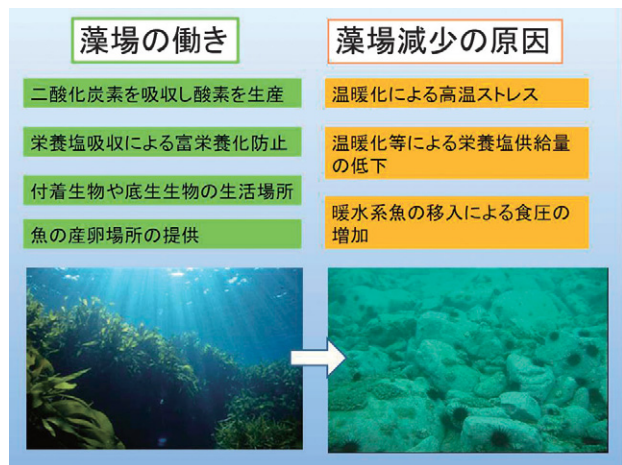 藻場の働き
二酸化炭素を吸収し酸素を生産
栄養塩吸収による富栄養化防止
付着生物や底生生物の生活場所
魚の産卵場所の提供
藻場減少の原因
温暖化による高温ストレス
温暖化等による栄養塩供給量
の低下
暖水系魚の移入による食圧の
増加